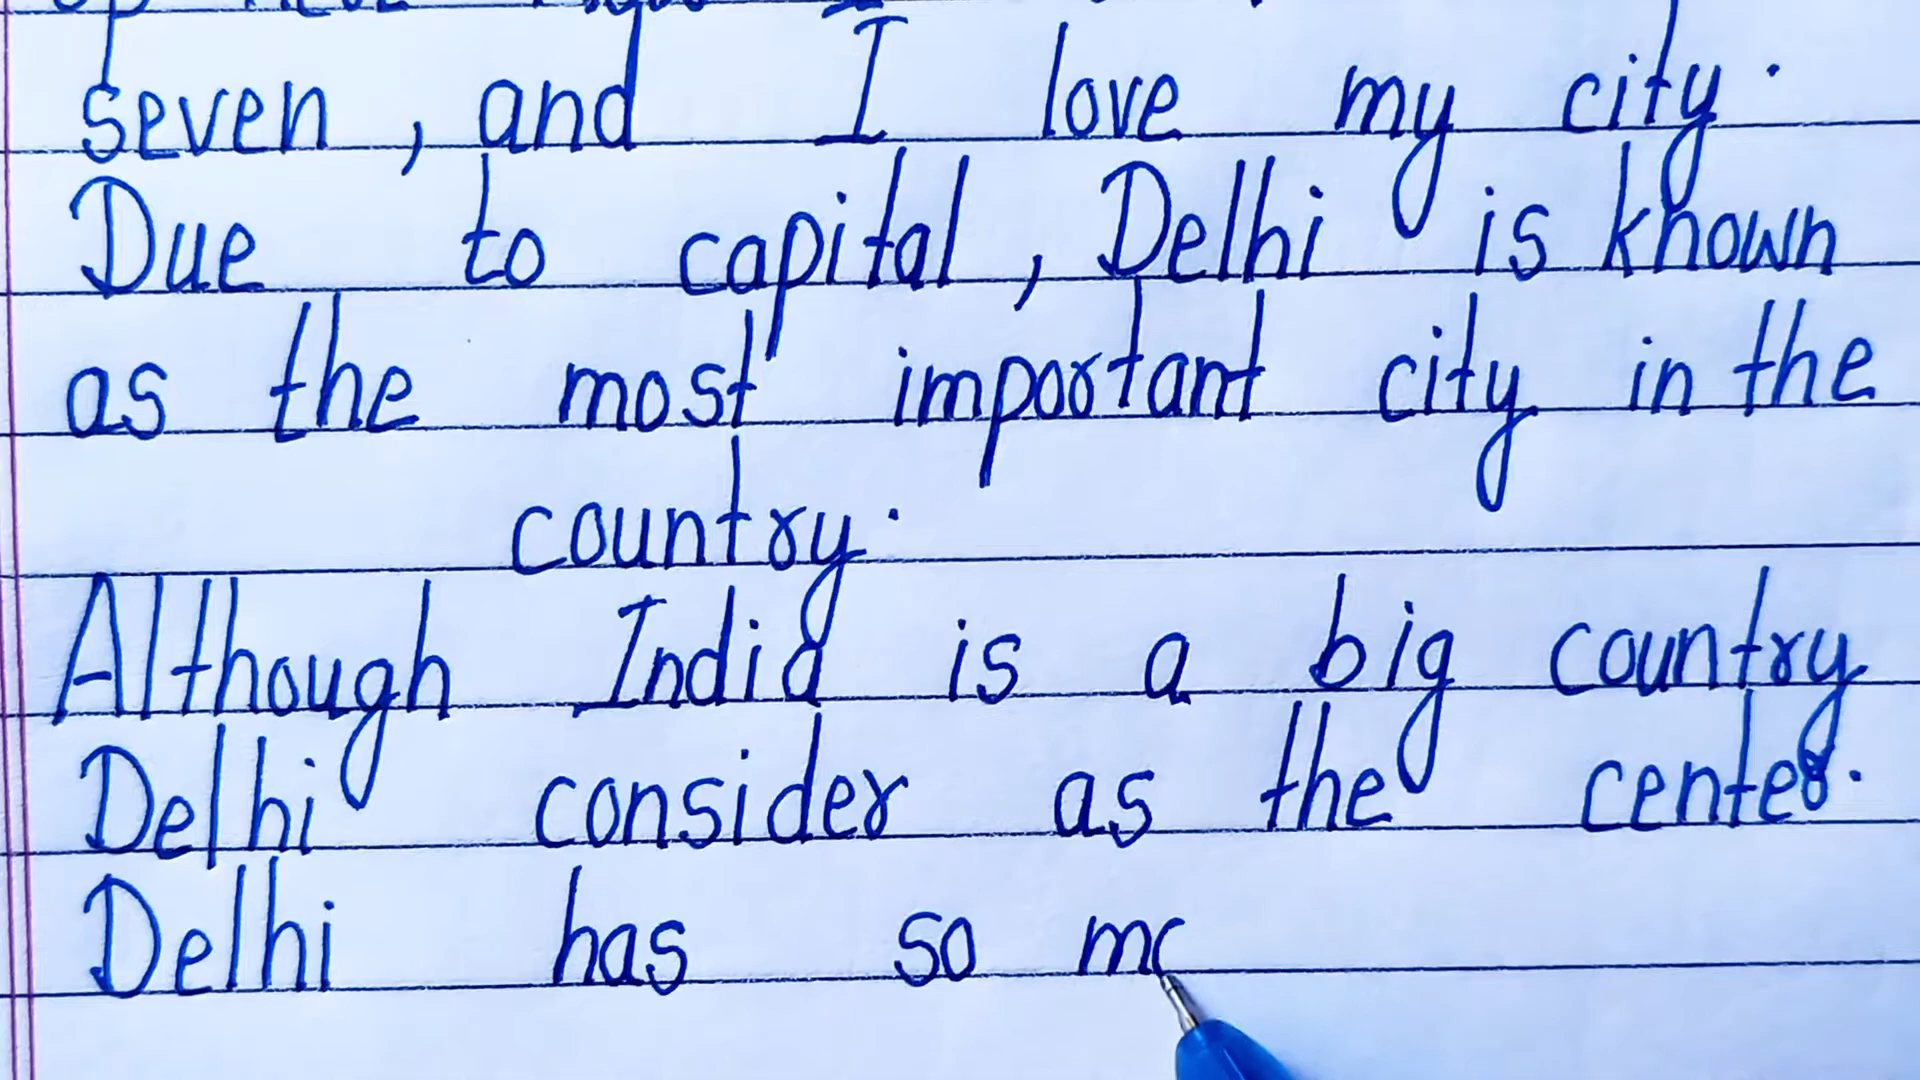 seven, and I love my city.
Due to capital, Delhi is known
as the most important city in the
country.
Although India is a big country
Delhi consider as the center.
Delhi has so